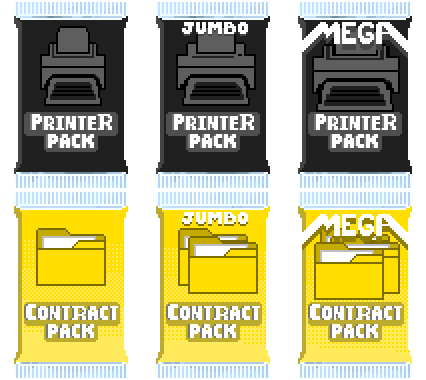 PRINTER
PACK
JUMBO
PRINTER
PACK
MEGA
PRINTER
PACK
CONTRACT
PACK
JUMBO
CONTRACT
PACK
MEGA
CONTRACT
PACK